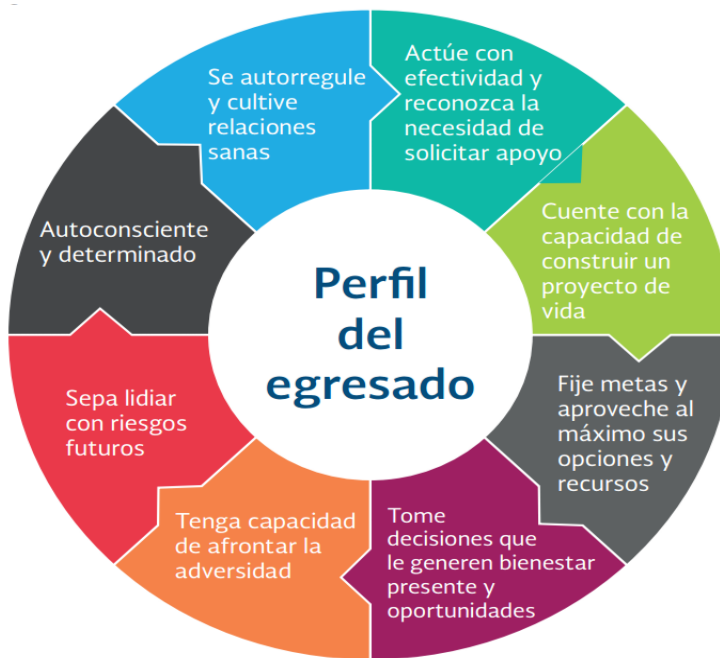 Se autorregule
y cultive
relaciones
sanas
Actúe con
efectividad y
reconozca la
necesidad de
solicitar apoyo
Cuente con la
capacidad de
construir un
proyecto de
vida
Fije metas y
aproveche al
máximo sus
opciones y
recursos
Tome
decisiones que
le generen bienestar
presente y
oportunidades
Tenga capacidad
de afrontar la
adversidad
Sepa lidiar
con riesgos
futuros
Autoconsciente
y determinado
Perfil
del
egresado